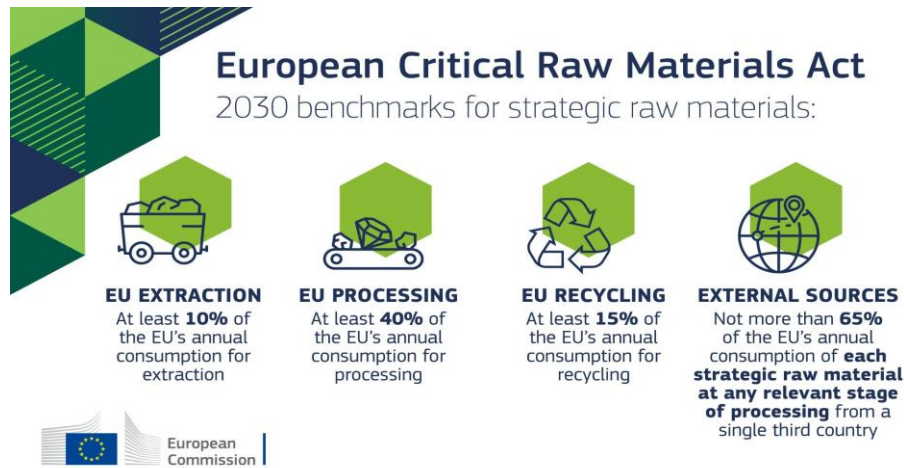 European Critical Raw Materials Act
2030 benchmarks for strategic raw materials:
EU EXTRACTION
At least 10% of
the EU's annual
consumption for
extraction
EU PROCESSING
At least 40% of
the EU's annual
consumption for
processing
EU RECYCLING
At least 15% of
the EU's annual
consumption for
recycling
EXTERNAL SOURCES
Not more than 65%
of the EU's annual
consumption of each
strategic raw material
at any relevant stage
of processing from a
single third country
European
Commission